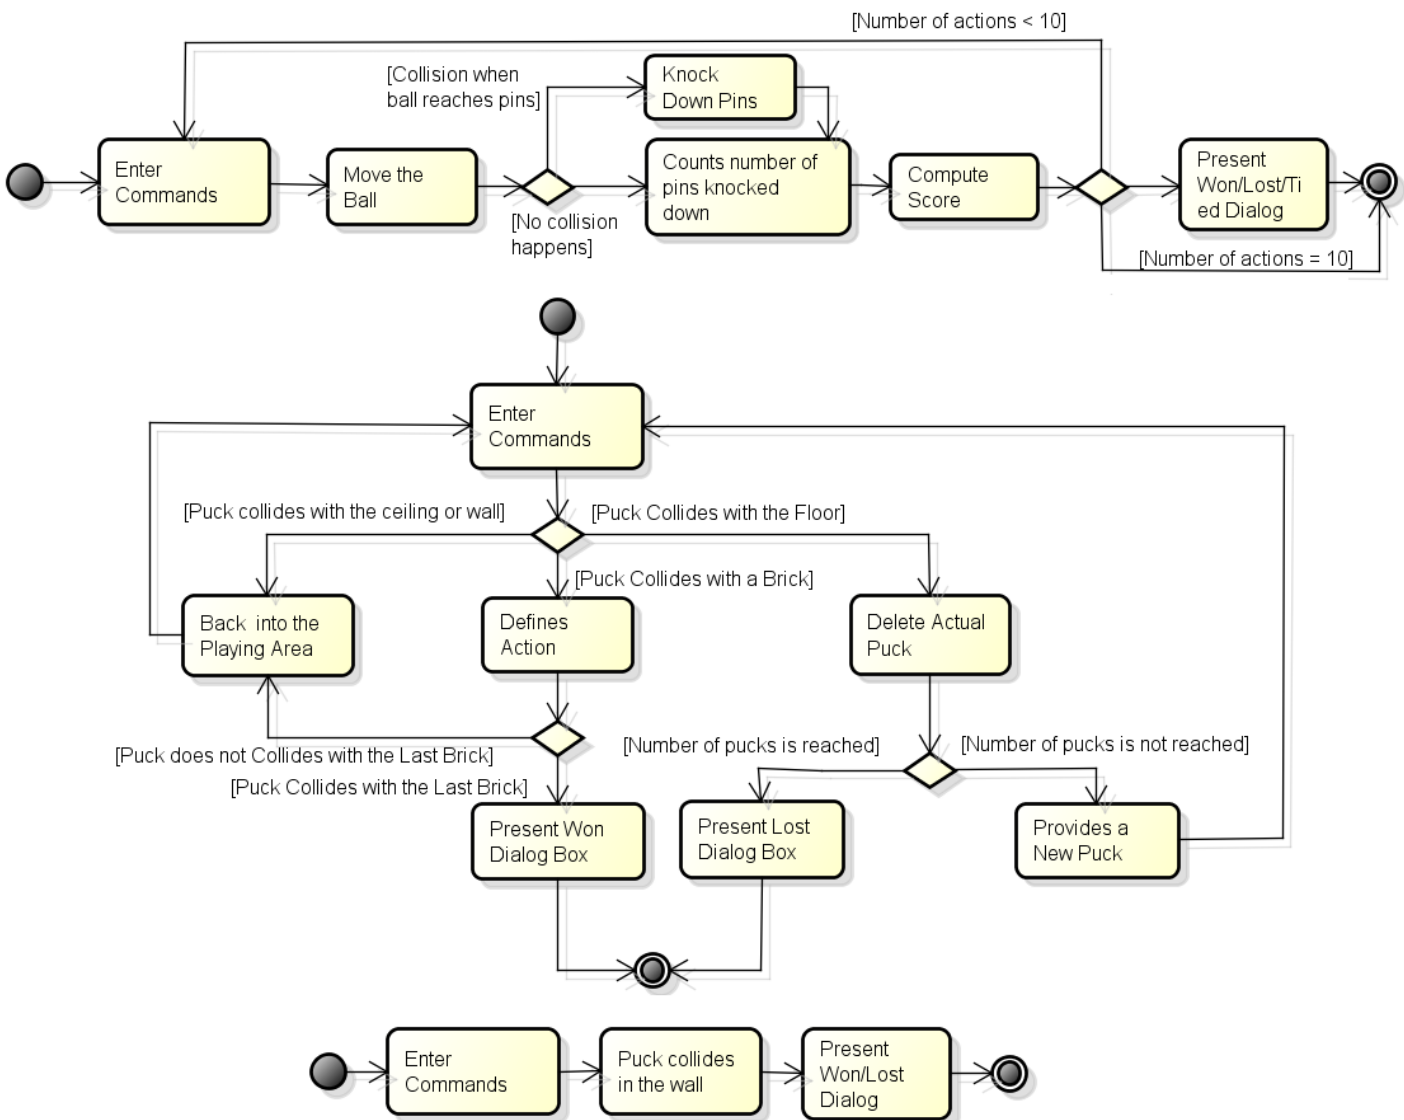 [Number of actions < 10]
[Collision when
ball reaches pins]
Knock
Down Pins
Enter
Commands
Move the
Ball
[No collision
happens]
Counts number of
pins knocked
down
Compute
Score
Present
Won/Lost/Ti
ed Dialog
[Number of actions = 10]
Enter
Commands
[Puck collides with the ceiling or wall]
[Puck Collides with the Floor]
[Puck Collides with a Brick]
Back into the
Playing Area
Defines
Action
Delete Actual
Puck
[Puck does not Collides with the Last Brick]
[Puck Collides with the Last Brick]
[Number of pucks is reached]
[Number of pucks is not reached]
Present Won
Dialog Box
Present Lost
Dialog Box
Provides a
New Puck
Enter
Commands
Puck collides
in the wall
Present
Won/Lost
Dialog